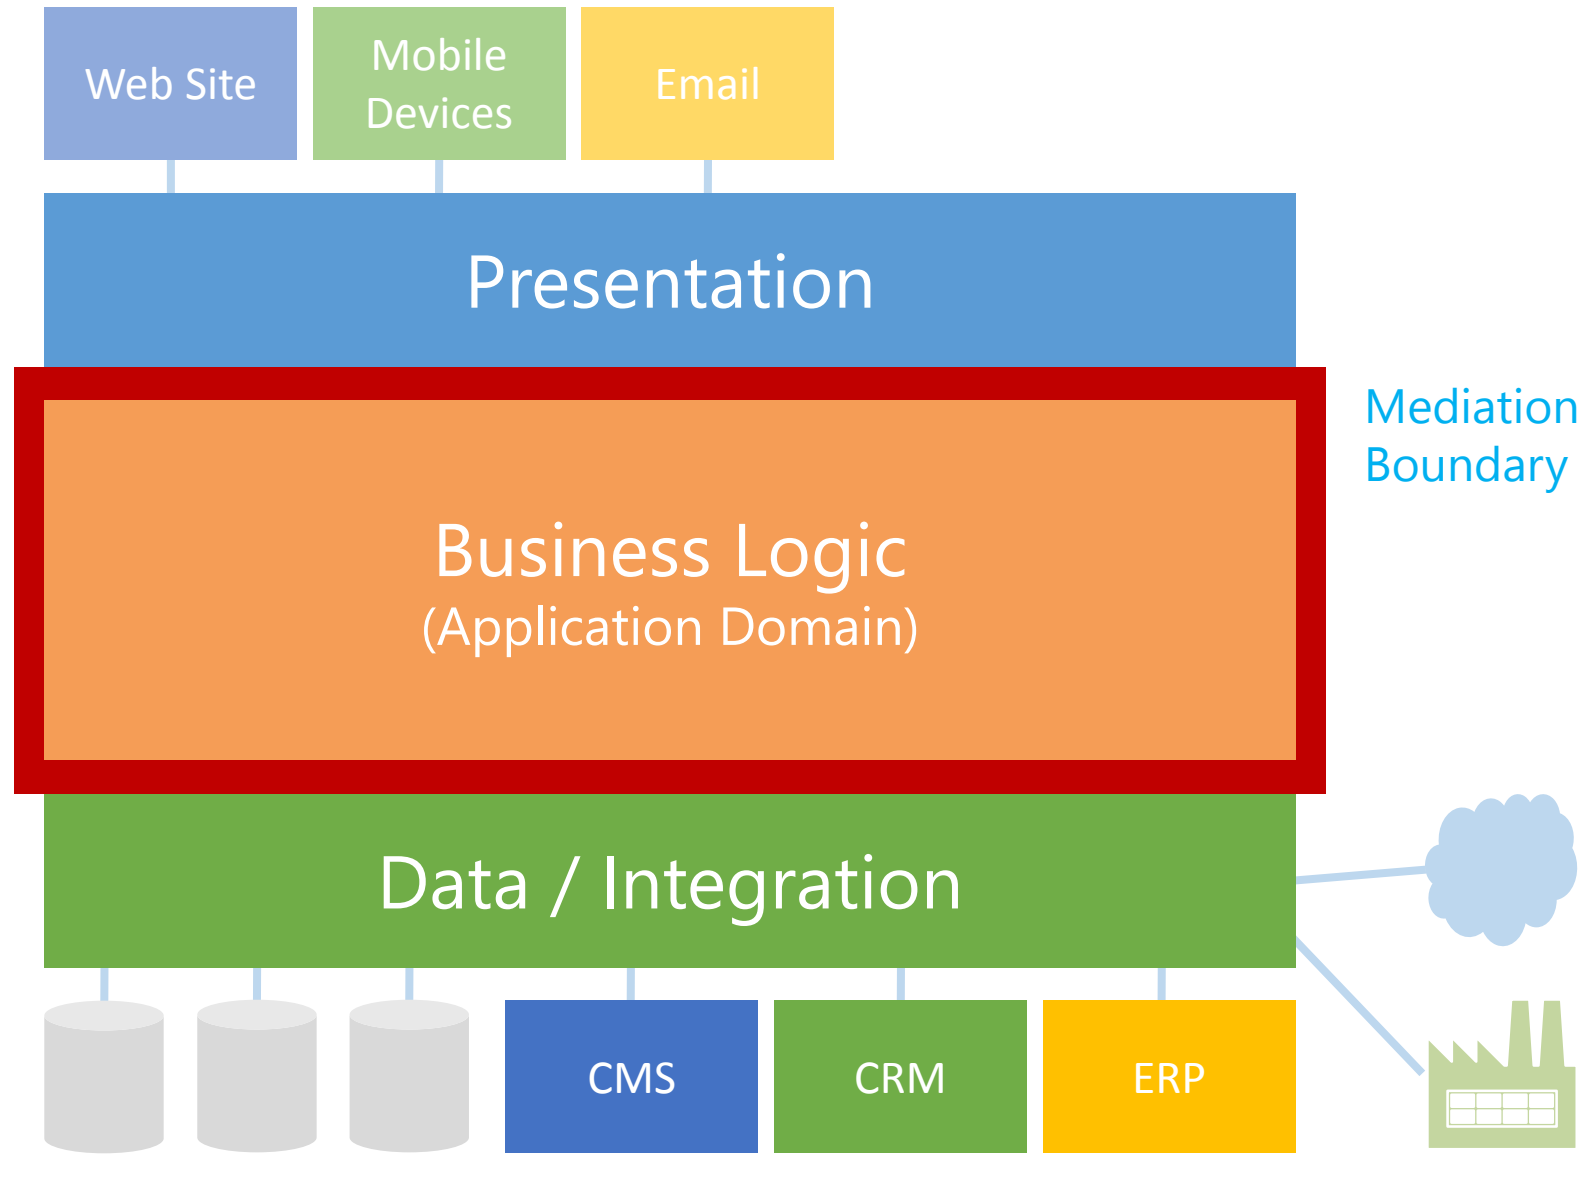 Web Site
Mobile
Devices
Email
Presentation
Mediation
Boundary
Business Logic
(Application Domain)
Data / Integration
CMS
CRM
ERP